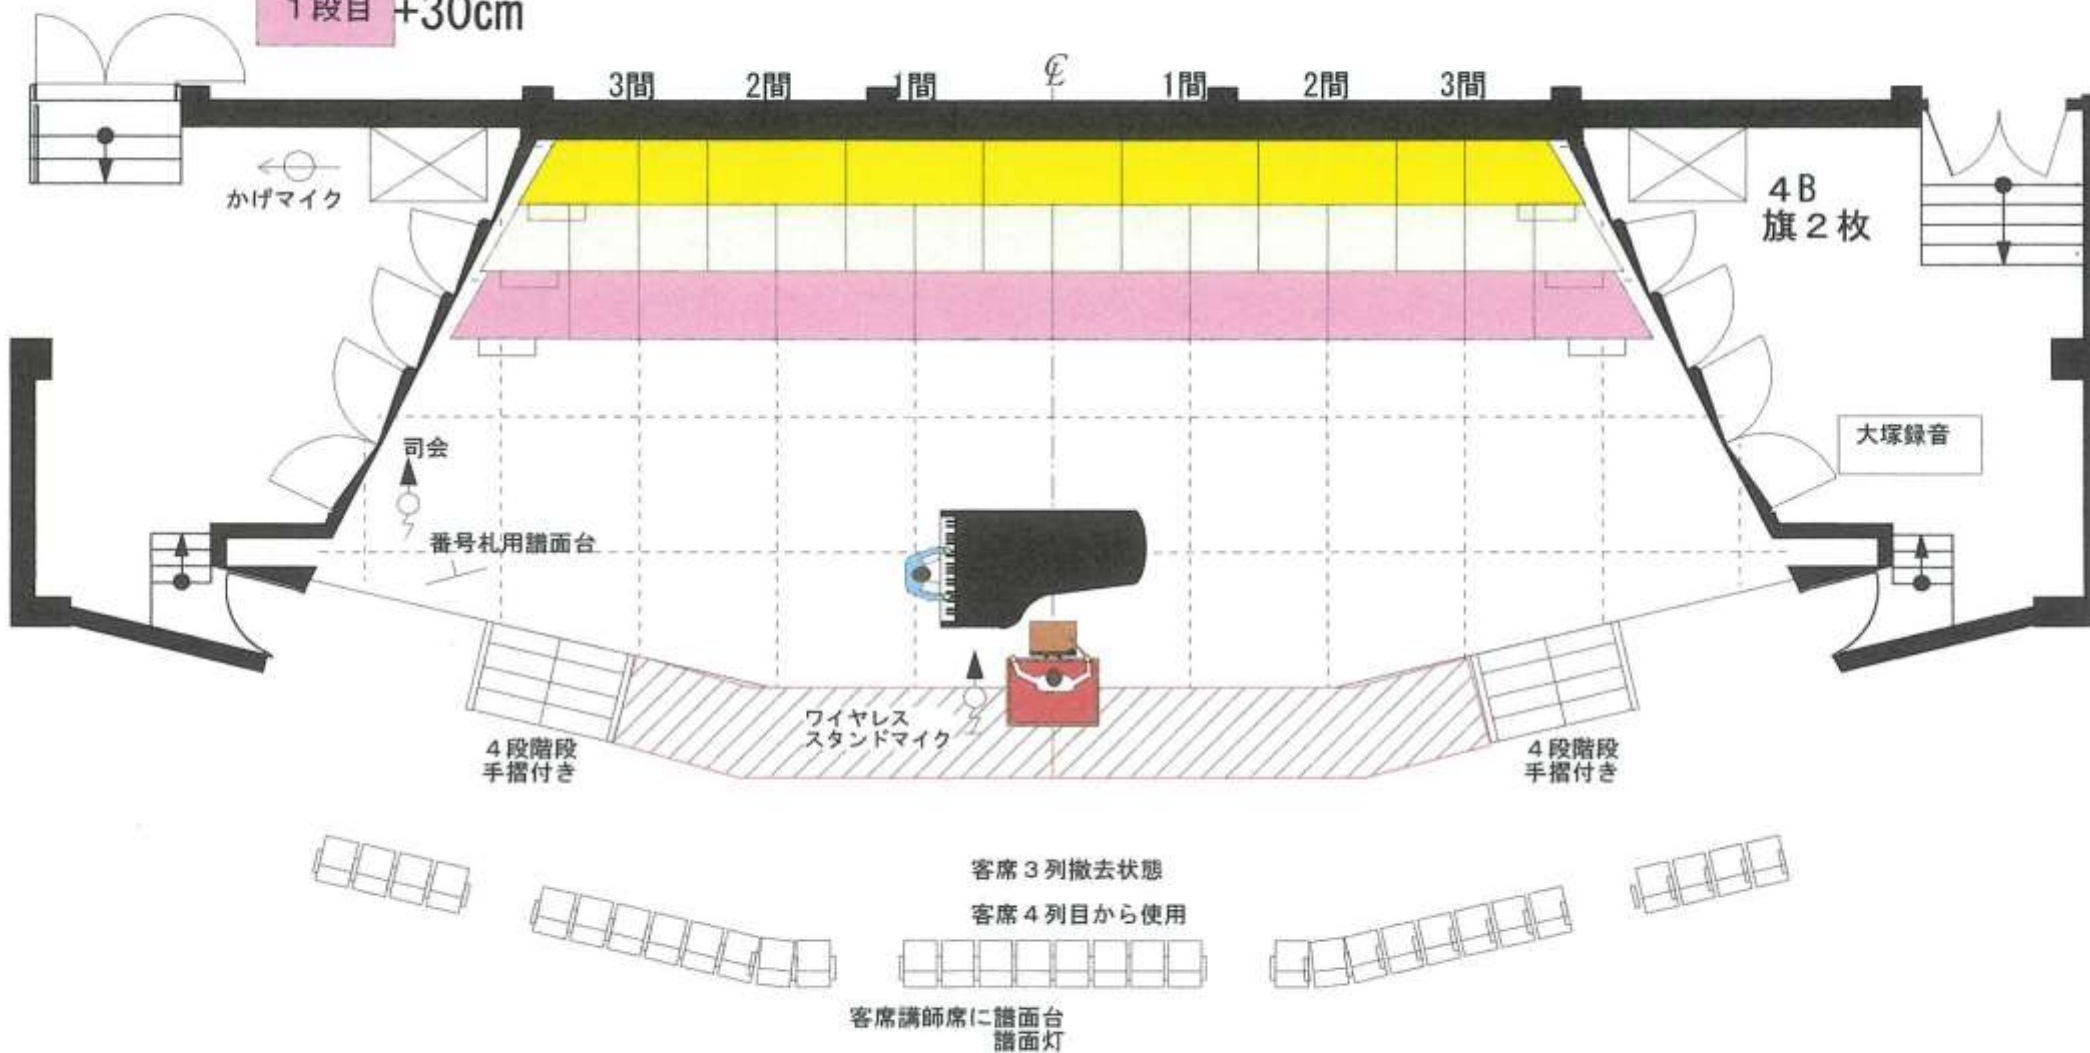 1段目 +30cm
3間 2間 1間 ℄ 1間 2間 3間
かげマイク
4B
旗2枚
司会
大塚録音
番号札用譜面台
ワイヤレス
スタンドマイク
4段階段
手摺付き
4段階段
手摺付き
客席3列撤去状態
客席4列目から使用
客席講師席に譜面台
譜面灯